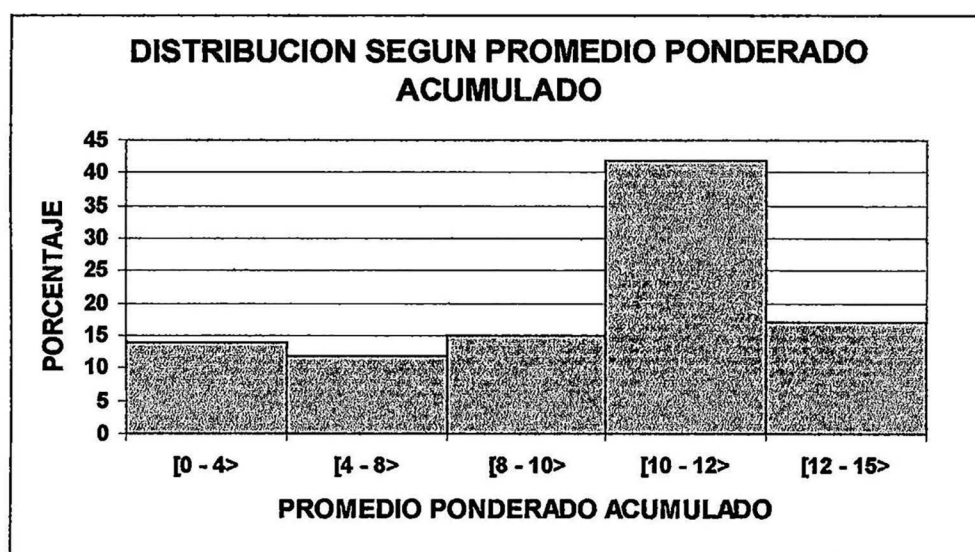 DISTRIBUCION SEGUN PROMEDIO PONDERADO
ACUMULADO
PORCENTAJE
45
40
35
30
25
20
15
10
5
0
[0 - 4>
[4 - 8>
[8 - 10>
[10 - 12>
[12 - 15>
PROMEDIO PONDERADO ACUMULADO